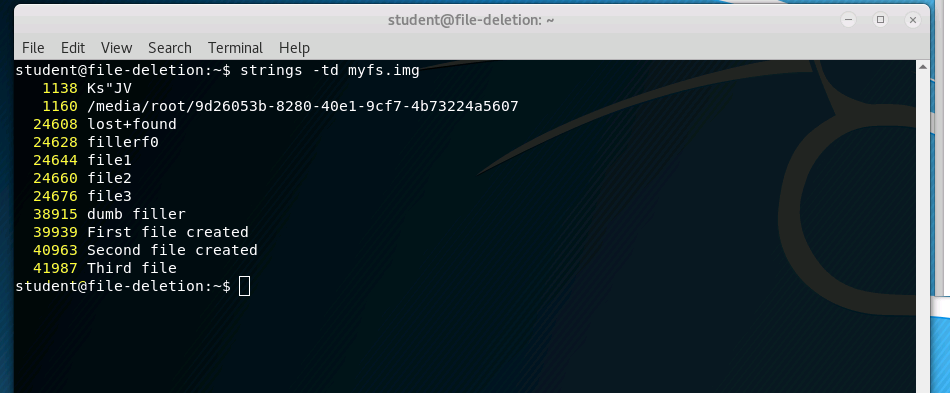 student@file-deletion: ~
File Edit View Search Terminal Help
student@file-deletion:~$ strings -td myfs.img
1138 Ks"JV
1160 /media/root/9d26053b-8280-40e1-9cf7-4b73224a5607
24608 lost+found
24628 fillerf0
24644 file1
24660 file2
24676 file3
38915 dumb filler
39939 First file created
40963 Second file created
41987 Third file
student@file-deletion:~$